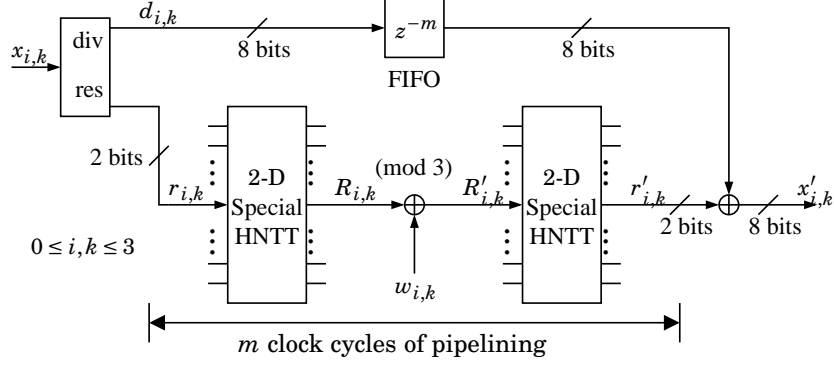 d_{i,k}
x_{i,k}
div
res
8 bits
z^{-m}
FIFO
8 bits
2 bits
r_{i,k}
2-D
Special
HNTT
R_{i,k}
(mod 3)
R'_{i,k}
w_{i,k}
2-D
Special
HNTT
r'_{i,k}
2 bits
8 bits
x'_{i,k}
0 ≤ i, k ≤ 3
m clock cycles of pipelining